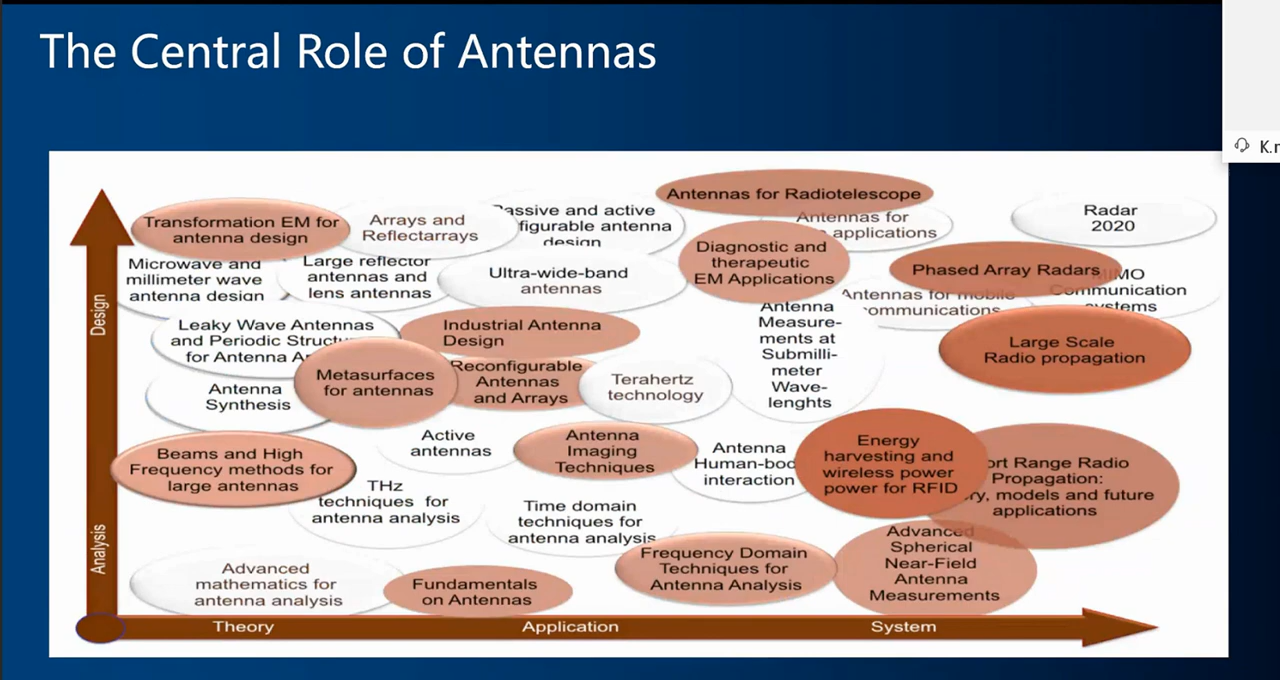 The Central Role of Antennas
K.r
Antennas for Radiotelescope
Transformation EM for
antenna design
Arrays and
Reflectarrays
Passive and active
figurable antenna
design
Antennas for
applications
Radar
2020
Diagnostic and
therapeutic
EM Applications
Microwave and
millimeter wave
antenna design
Large reflector
antennas and
lens antennas
Ultra-wide-band
antennas
Phased Array Radars
MIMO
Communication
systems
Antennas for mobile
communications
Design
Leaky Wave Antennas
and Periodic Structu
for Antenna A
Industrial Antenna
Design
Antenna
Measure-
ments at
Submilli-
meter
Wave-
lenghts
Large Scale
Radio propagation
Metasurfaces
for antennas
Reconfigurable
Antennas
and Arrays
Terahertz
technology
Antenna
Synthesis
Active
antennas
Antenna
Imaging
Techniques
Antenna
Human-bod
interaction
Energy
harvesting and
wireless power
power for RFID
ort Range Radio
Propagation:
ry, models and future
applications
Beams and High
Frequency methods for
large antennas
THz
techniques for
antenna analysis
Time domain
techniques for
antenna analysis
Analysis
Frequency Domain
Techniques for
Antenna Analysis
Advanced
Spherical
Near-Field
Antenna
Measurements
Advanced
mathematics for
antenna analysis
Fundamentals
on Antennas
Theory
Application
System